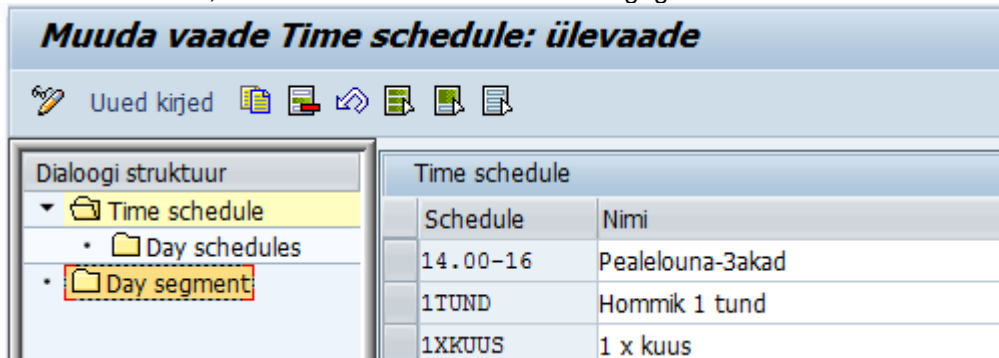 Muuda vaade Time schedule: ülevaade
Uued kirjed
Dialoogi struktuur
Time schedule
Day schedules
Day segment
Time schedule
Schedule Nimi
14.00-16 Pealelouna-3akad
1TUND Hommik 1 tund
1XKUUS 1 x kuus